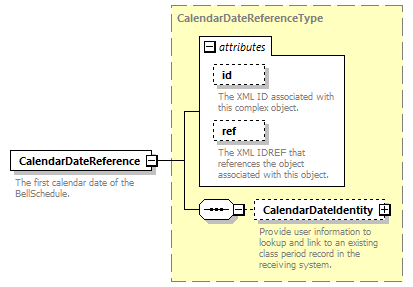 CalendarDateReferenceType
attributes
id
The XML ID associated with
this complex object.
ref
The XML IDREF that
references the object
associated with this object.
CalendarDateReference
The first calendar date of the
BellSchedule.
CalendarDateIdentity
Provide user information to
lookup and link to an existing
class period record in the
receiving system.